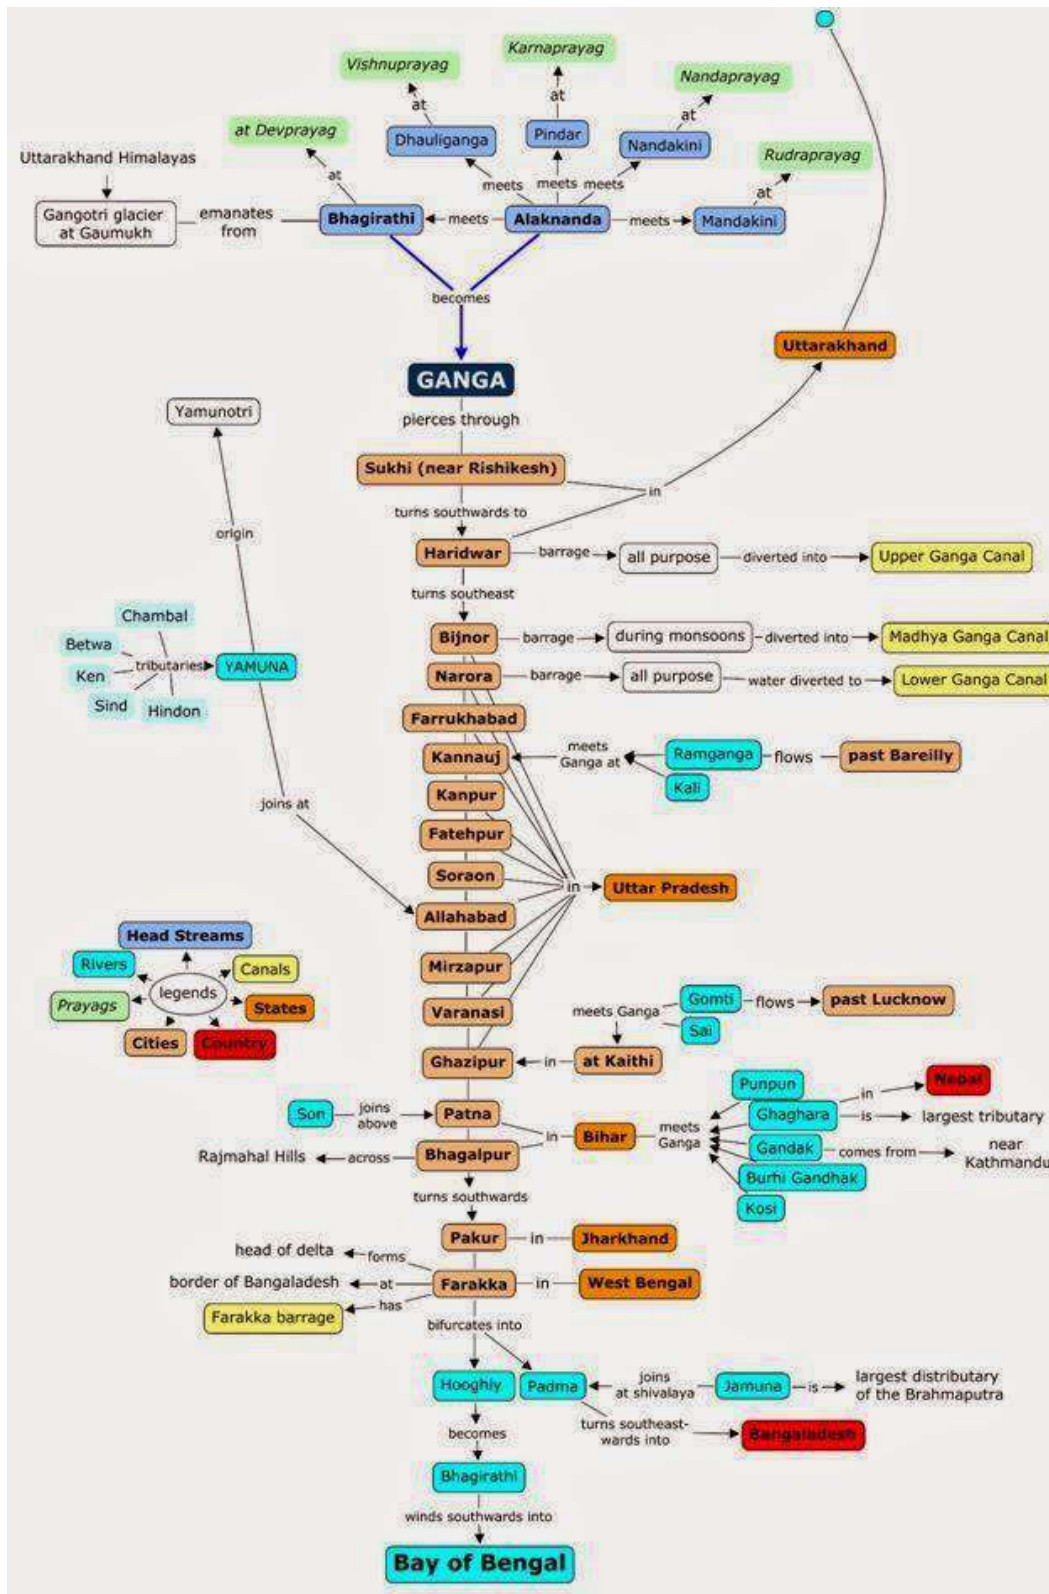 Karnaprayag
Vishnuprayag
Nandaprayag
at
at
at
at Devprayag
Dhauliganga
Pindar
Nandakini
Rudraprayag
Uttarakhand Himalayas
at
meets
meets
meets
at
Gangotri glacier
at Gaumukh
emanates
from
Bhagirathi
meets
Alaknanda
meets
Mandakini
becomes
Uttarakhand
GANGA
Yamunotri
pierces through
Sukhi (near Rishikesh)
in
turns southwards to
origin
Haridwar
barrage
all purpose
diverted into
Upper Ganga Canal
turns southeast
Chambal
Betwa
Ken
Sind
Hindon
tributaries
YAMUNA
Bijnor
barrage
during monsoons
diverted into
Madhya Ganga Canal
Narora
barrage
all purpose
water diverted to
Lower Ganga Canal
Farrukhabad
Kannauj
meets
Ganga at
Ramganga
flows
past Bareilly
Kali
Kanpur
joins at
Fatehpur
Soraon
in
Uttar Pradesh
Allahabad
Head Streams
Rivers
Canals
legends
Prayags
States
Cities
Country
Mirzapur
Varanasi
meets Ganga
Gomti
flows
past Lucknow
Sai
Ghazipur
in
at Kaithi
Punpun
in
Nepal
Son
joins
above
Patna
in
Bihar
meets
Ganga
Ghaghara
is
largest tributary
Rajmahal Hills
across
Bhagalpur
Gandak
comes from
near
Kathmandu
Burhi Gandhak
Kosi
turns southwards
Pakur
in
Jharkhand
head of delta
forms
border of Bangaladesh
at
Farakka
in
West Bengal
Farakka barrage
has
bifurcates into
Hooghly
Padma
joins
at shivalaya
Jamuna
is
largest distributary
of the Brahmaputra
becomes
turns southeast-
wards into
Bangaladesh
Bhagirathi
winds southwards into
Bay of Bengal